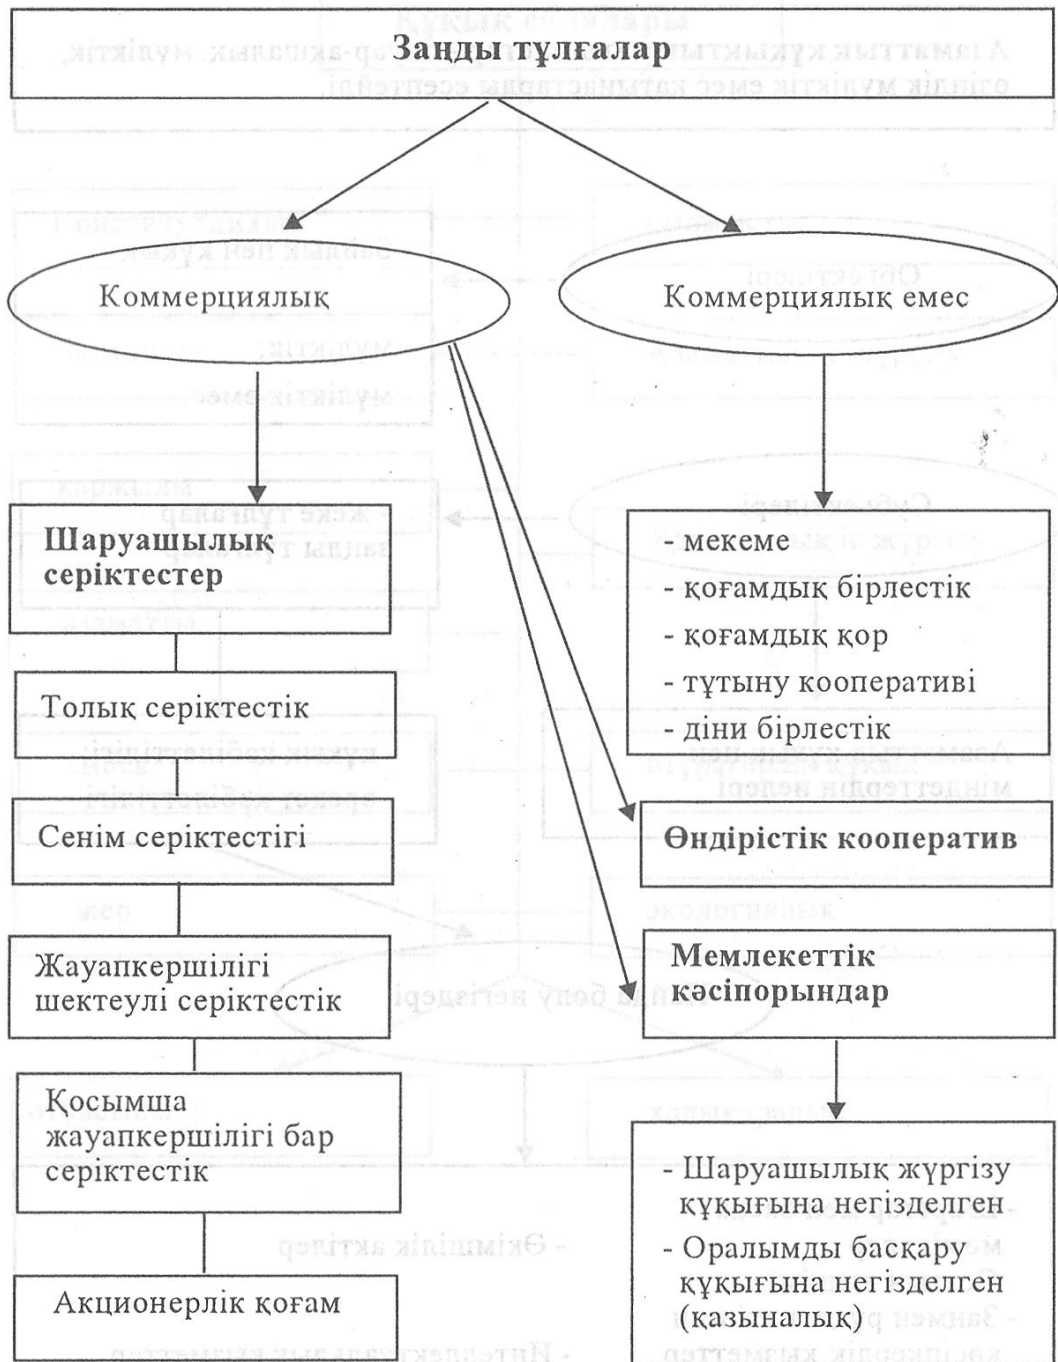 Заңды тұлғалар
Коммерциялық
Коммерциялық емес
Шаруашылық
серіктестер
- мекеме
- қоғамдық бірлестік
- қоғамдық қор
- тұтыну кооперативі
- діни бірлестік
Толық серіктестік
Сенім серіктестігі
Өндірістік кооператив
Жауапкершілігі
шектеулі серіктестік
Мемлекеттік
кәсіпорындар
Қосымша
жауапкершілігі бар
серіктестік
- Шаруашылық жүргізу
құқығына негізделген
- Оралымды басқару
құқығына негізделген
(қазыналық)
Акционерлік қоғам